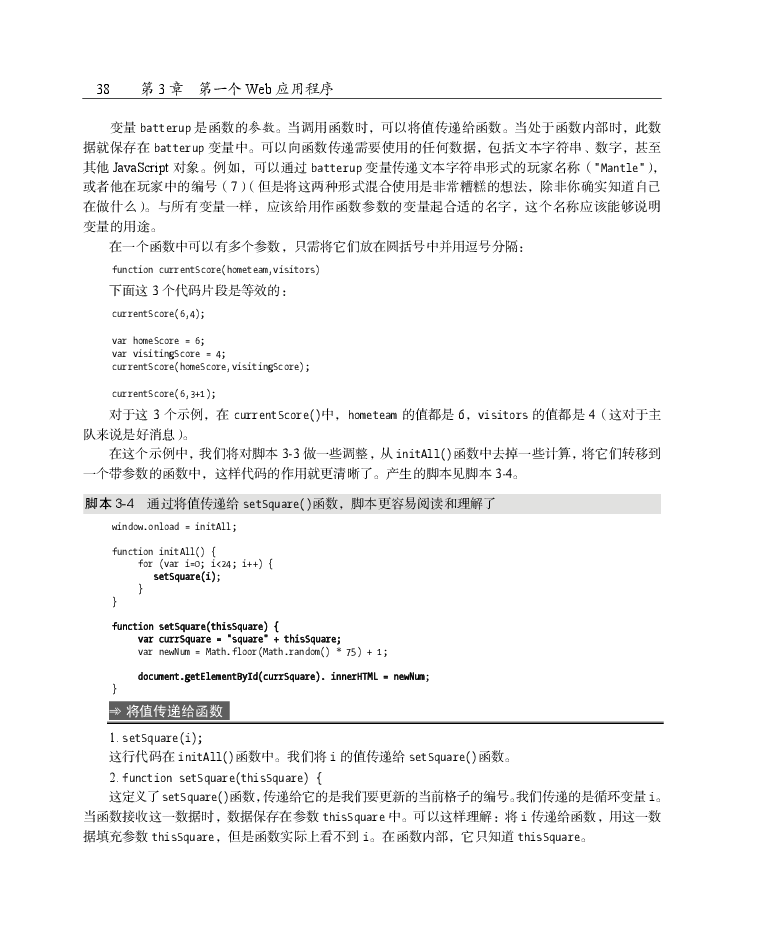 38 第 3 章 第一个 Web 应用程序
变量 batterup 是函数的参数。当调用函数时，可以将值传递给函数。当处于函数内部时，此数
据就保存在 batterup 变量中。可以向函数传递需要使用的任何数据，包括文本字符串、数字，甚至
其他 JavaScript 对象。例如，可以通过 batterup 变量传递文本字符串形式的玩家名称（"Mantle"），
或者他在玩家中的编号（7）（但是将这两种形式混合使用是非常糟糕的想法，除非你确实知道自己
在做什么）。与所有变量一样，应该给用作函数参数的变量起合适的名字，这个名称应该能够说明
变量的用途。
在一个函数中可以有多个参数，只需将它们放在圆括号中并用逗号分隔：
function currentScore(hometeam,visitors)
下面这 3 个代码片段是等效的：
currentScore(6,4);
var homeScore = 6;
var visitingScore = 4;
currentScore(homeScore,visitingScore);
currentScore(6,3+1);
对于这 3 个示例，在 currentScore()中，hometeam 的值都是 6，visitors 的值都是 4（这对于主
队来说是好消息）。
在这个示例中，我们将对脚本 3-3 做一些调整，从 initAll()函数中去掉一些计算，将它们转移到
一个带参数的函数中，这样代码的作用就更清晰了。产生的脚本见脚本 3-4。
脚本 3-4 通过将值传递给 setSquare()函数，脚本更容易阅读和理解了
window.onload = initAll;
function initAll() {
for (var i=0; i<24; i++) {
setSquare(i);
}
}
function setSquare(thisSquare) {
var currSquare = "square" + thisSquare;
var newNum = Math.floor(Math.random() * 75) + 1;
document.getElementById(currSquare). innerHTML = newNum;
}
➾ 将值传递给函数
1. setSquare(i);
这行代码在 initAll()函数中。我们将 i 的值传递给 setSquare()函数。
2. function setSquare(thisSquare) {
这定义了 setSquare()函数，传递给它的是我们要更新的当前格子的编号。我们传递的是循环变量 i。
当函数接收这一数据时，数据保存在参数 thisSquare 中。可以这样理解：将 i 传递给函数，用这一数
据填充参数 thisSquare，但是函数实际上看不到 i。在函数内部，它只知道 thisSquare。